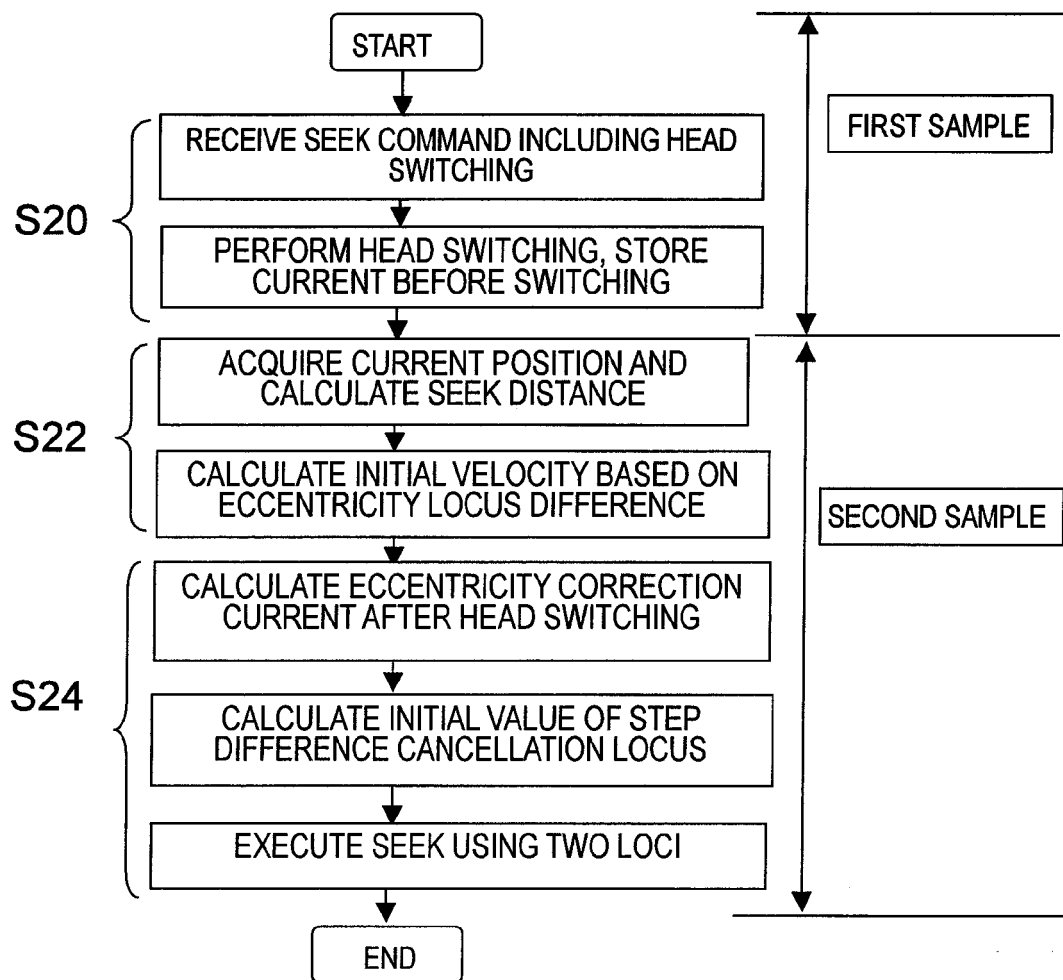 START
RECEIVE SEEK COMMAND INCLUDING HEAD
SWITCHING
FIRST SAMPLE
S20
PERFORM HEAD SWITCHING, STORE
CURRENT BEFORE SWITCHING
ACQUIRE CURRENT POSITION AND
CALCULATE SEEK DISTANCE
S22
CALCULATE INITIAL VELOCITY BASED ON
ECCENTRICITY LOCUS DIFFERENCE
SECOND SAMPLE
CALCULATE ECCENTRICITY CORRECTION
CURRENT AFTER HEAD SWITCHING
S24
CALCULATE INITIAL VALUE OF STEP
DIFFERENCE CANCELLATION LOCUS
EXECUTE SEEK USING TWO LOCI
END